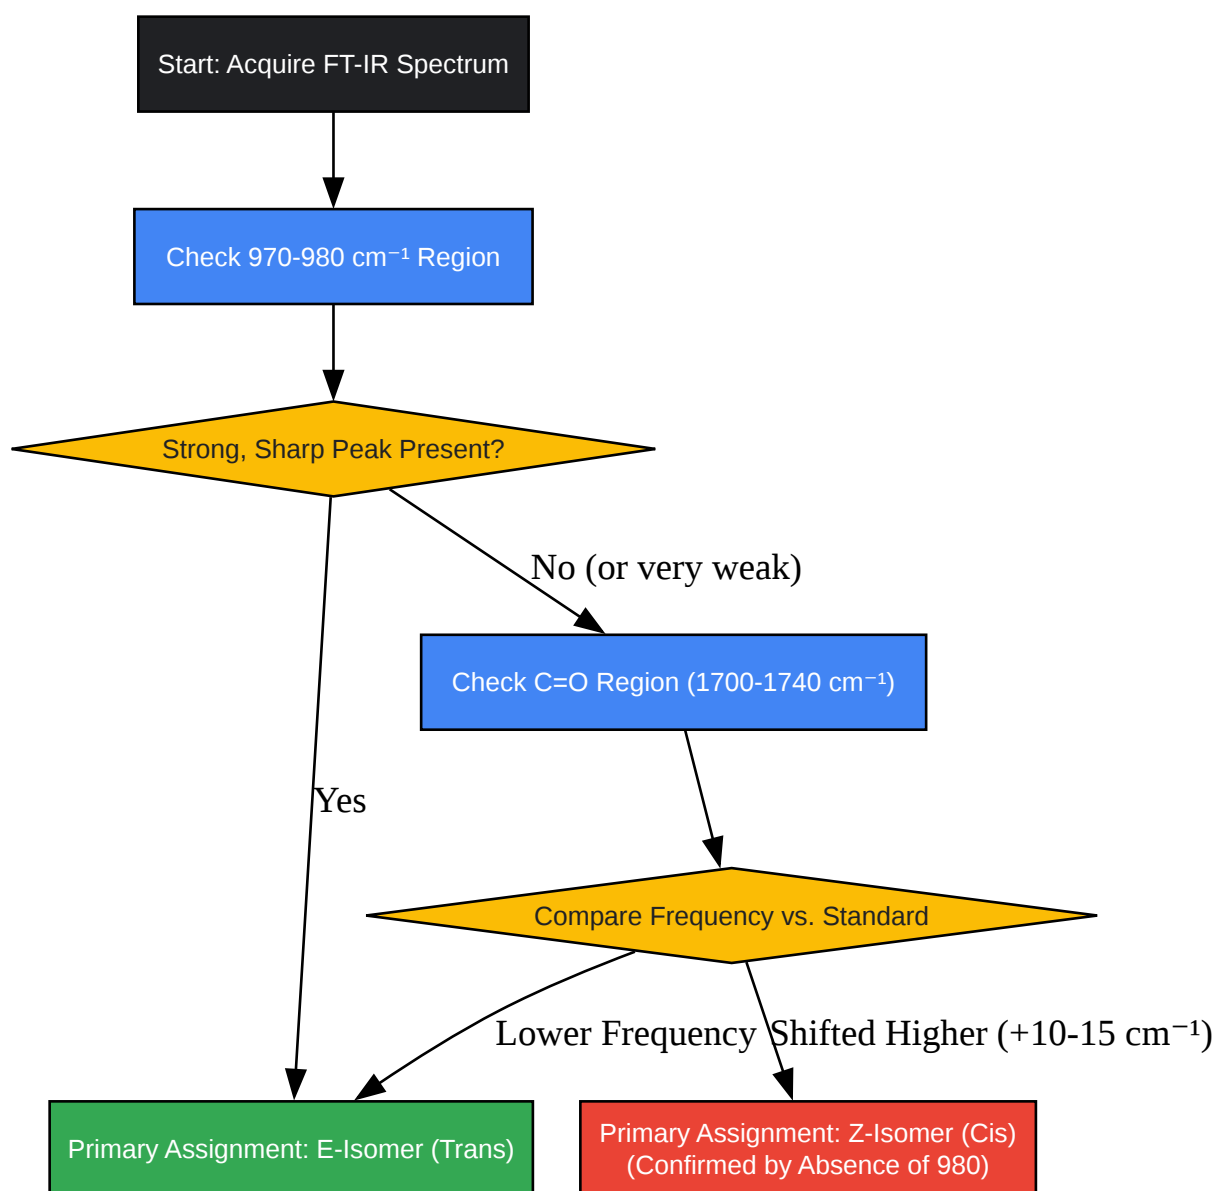 Start: Acquire FT-IR Spectrum
Check 970-980 cm⁻¹ Region
Strong, Sharp Peak Present?
No (or very weak)
Check C=O Region (1700-1740 cm⁻¹)
Yes
Compare Frequency vs. Standard
Lower Frequency
Shifted Higher (+10-15 cm⁻¹)
Primary Assignment: E-Isomer (Trans)
Primary Assignment: Z-Isomer (Cis)
(Confirmed by Absence of 980)